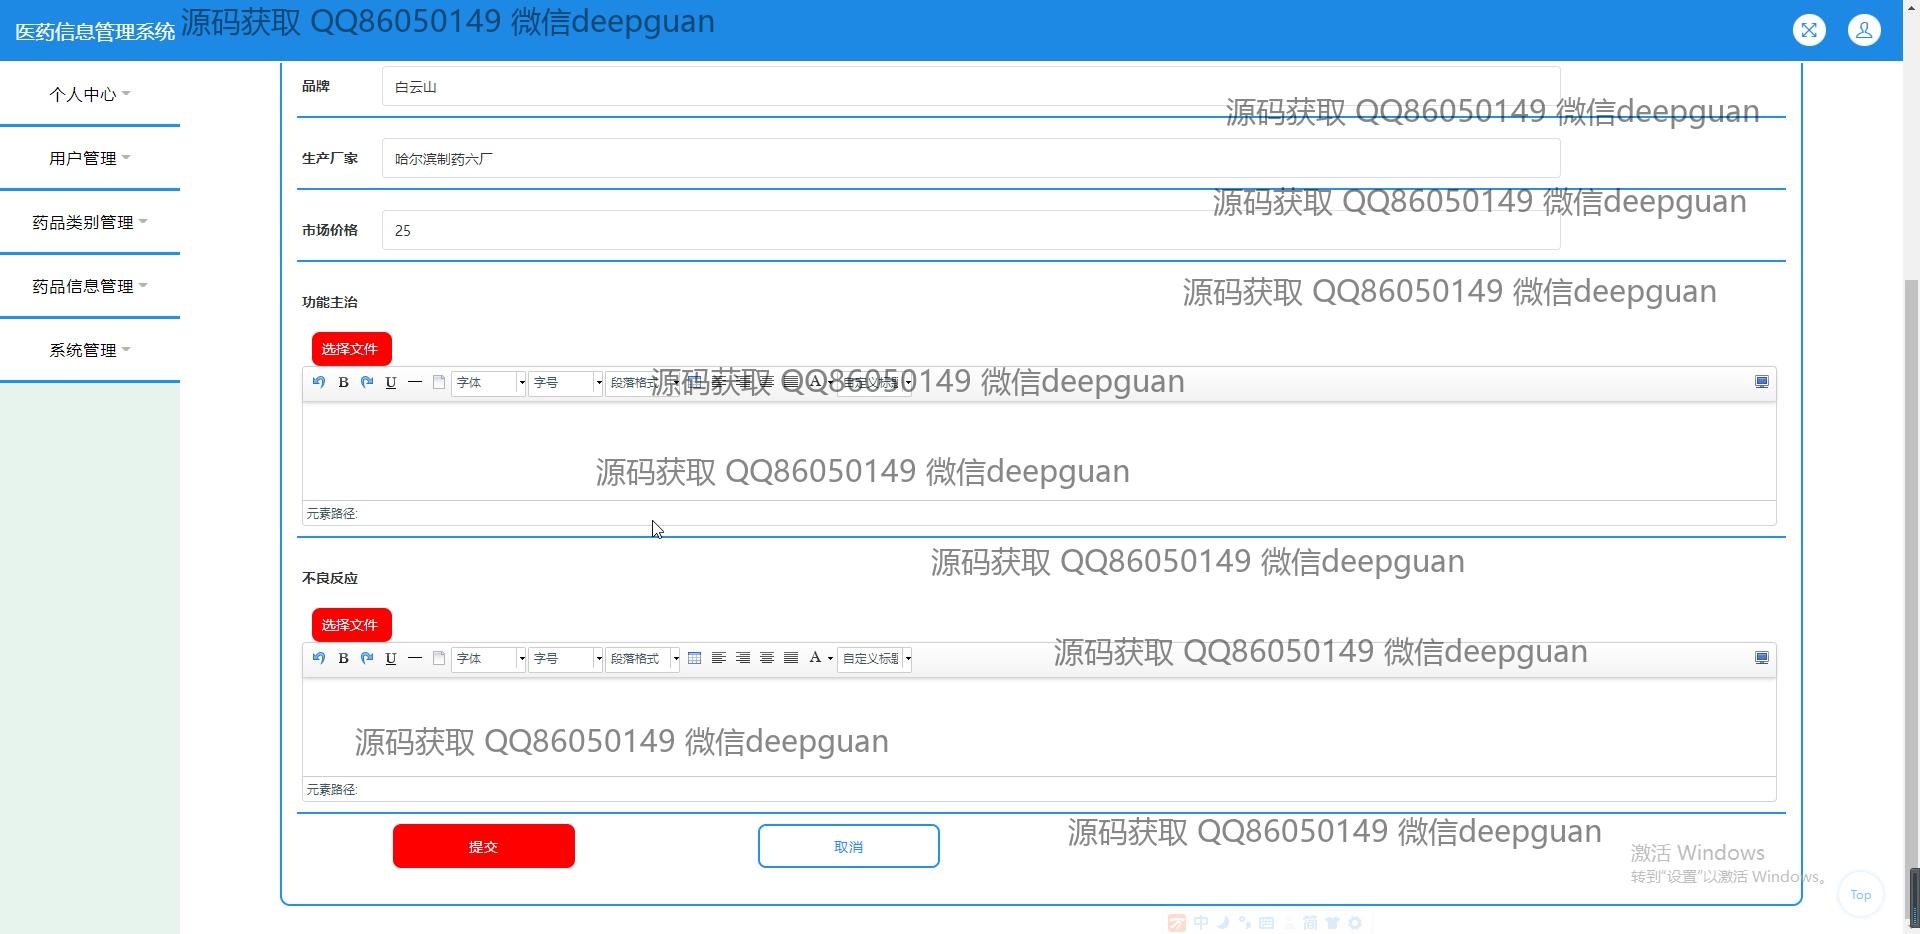 医药信息管理系统
源码获取 QQ86050149 微信deepguan
个人中心
用户管理
药品类别管理
药品信息管理
系统管理
品牌
白云山
源码获取 QQ86050149 微信deepguan
生产厂家
哈尔滨制药六厂
源码获取 QQ86050149 微信deepguan
市场价格
25
源码获取 QQ86050149 微信deepguan
功能主治
选择文件
B U 字体 字号 段落格式 A 自定义标题
源码获取 QQ86050149 微信deepguan
源码获取 QQ86050149 微信deepguan
元素路径:
源码获取 QQ86050149 微信deepguan
不良反应
选择文件
B U 字体 字号 段落格式 A 自定义标题
源码获取 QQ86050149 微信deepguan
源码获取 QQ86050149 微信deepguan
元素路径:
提交
取消
源码获取 QQ86050149 微信deepguan
激活 Windows
转到“设置”以激活 Windows。
Top
中 简